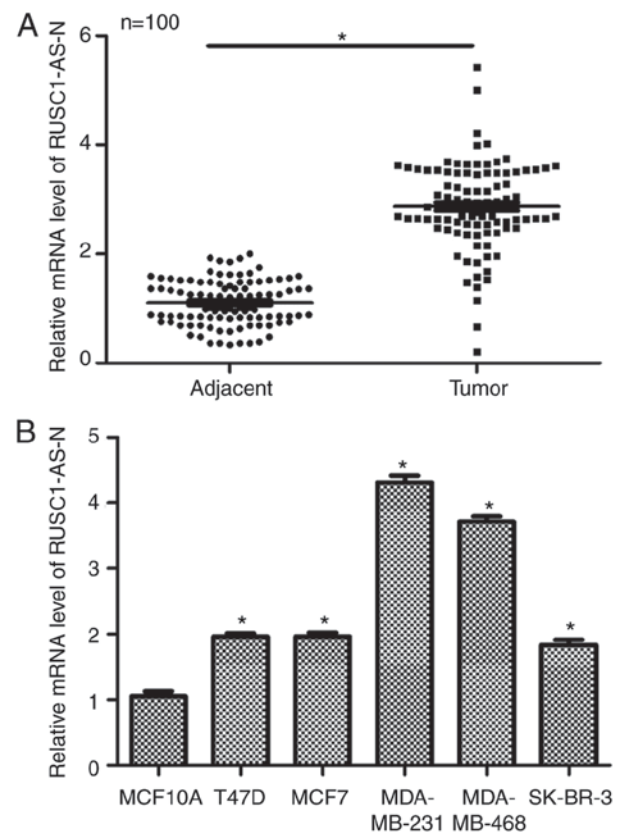 A
n=100
*
Relative mRNA level of RUSC1-AS-N
6
4
2
0
Adjacent
Tumor
B
Relative mRNA level of RUSC1-AS-N
5
4
3
2
1
0
*
*
*
*
*
MCF10A
T47D
MCF7
MDA-
MB-231
MDA-
MB-468
SK-BR-3